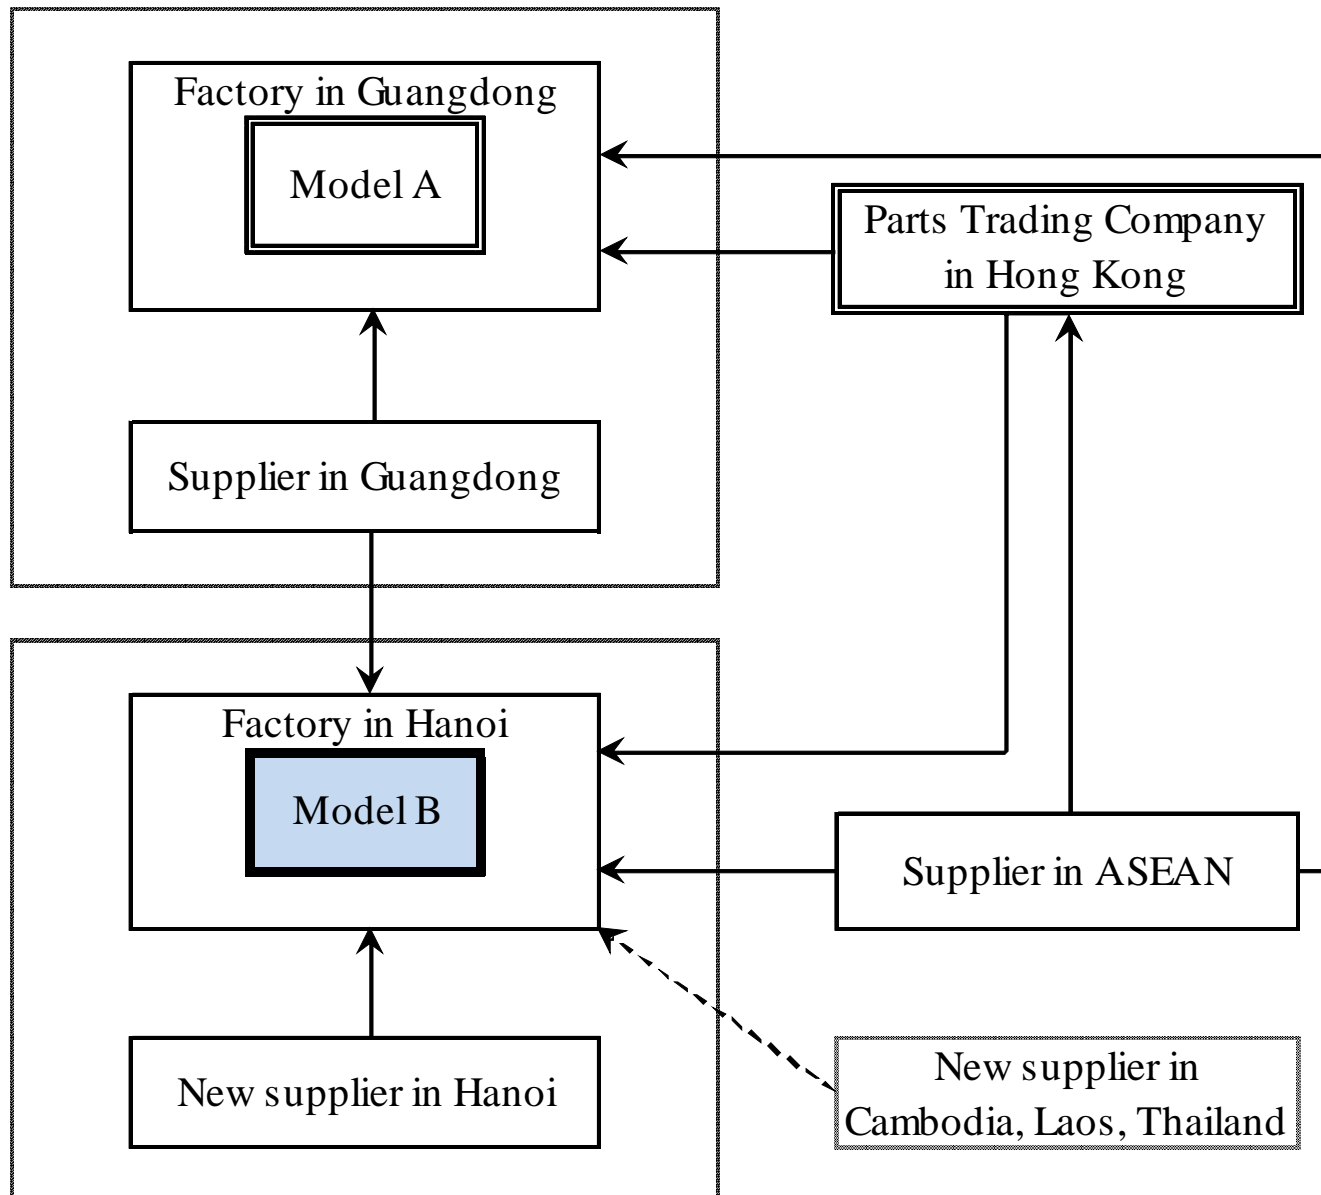 Factory in Guangdong
Model A
Parts Trading Company
in Hong Kong
Supplier in Guangdong
Factory in Hanoi
Model B
Supplier in ASEAN
New supplier in Hanoi
New supplier in
Cambodia, Laos, Thailand